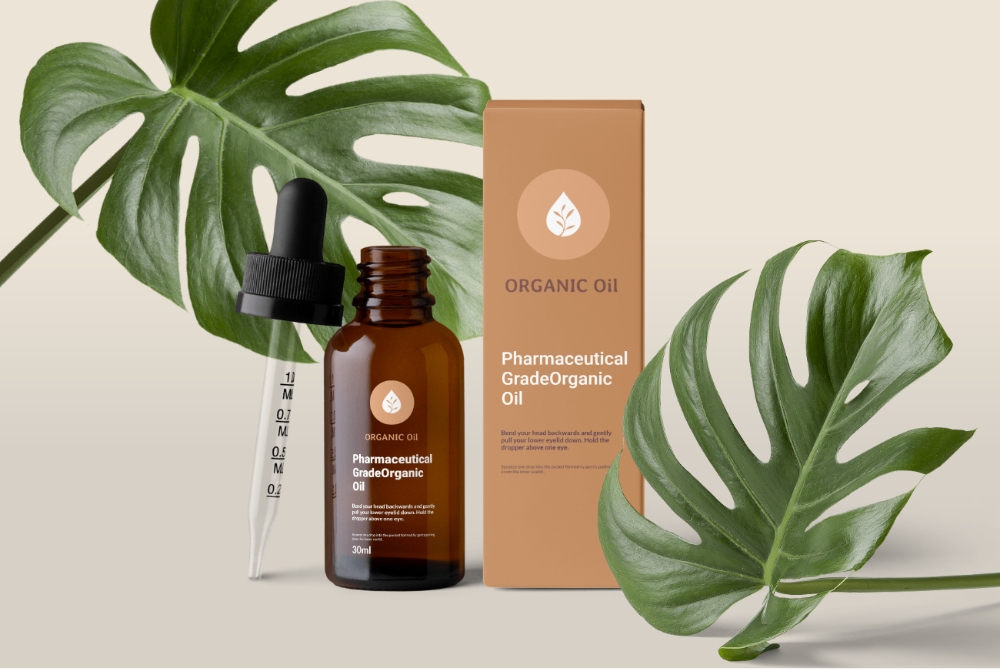 ORGANIC Oil
Pharmaceutical
GradeOrganic
Oil
Bend your head backwards and gently
pull your lower eyelid down. Hold the
dropper above one eye.
ORGANIC Oil
Pharmaceutical
GradeOrganic
Oil
Bend your head backwards and gently
pull your lower eyelid down. Hold the
dropper above one eye.
30ml
0.5